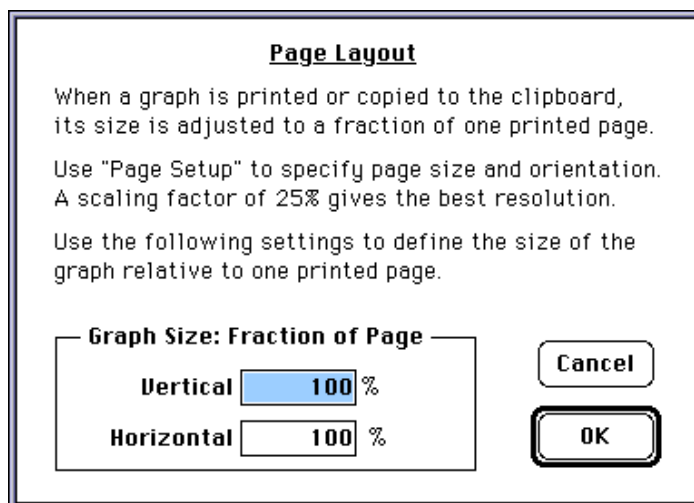 Page Layout
When a graph is printed or copied to the clipboard,
its size is adjusted to a fraction of one printed page.
Use "Page Setup" to specify page size and orientation.
A scaling factor of 25% gives the best resolution.
Use the following settings to define the size of the
graph relative to one printed page.
Graph Size: Fraction of Page
Vertical 100 %
Horizontal 100 %
Cancel
OK